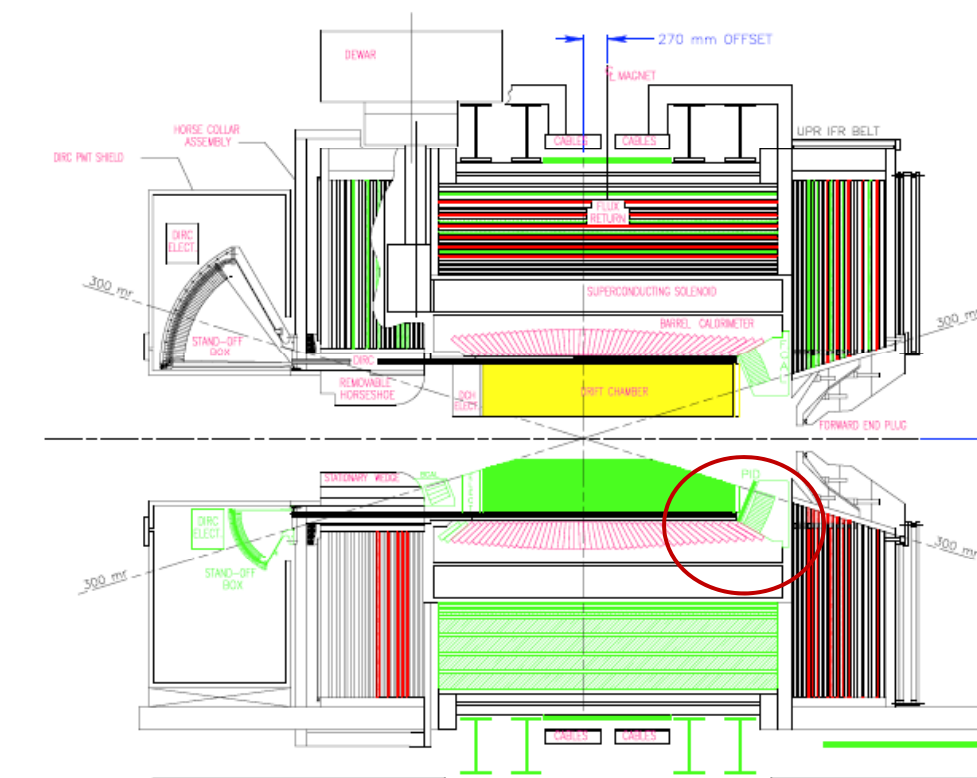 270 mm OFFSET
DEWAR
℄ MAGNET
HORSE COLLAR
ASSEMBLY
UPR IFR BELT
CABLES
CABLES
DIRC PMT SHIELD
FLUX
RETURN
DIRC
ELECT.
300 mr
SUPERCONDUCTING SOLENOID
300 mr
BARREL CALORIMETER
STAND-OFF
BOX
DIRC
REMOVABLE
HORSESHOE
DCH
ELECT.
DRIFT CHAMBER
FORWARD END PLUG
STATIONARY WEDGE
PID
DIRC
ELECT.
300 mr
STAND-OFF
BOX
300 mr
CABLES
CABLES